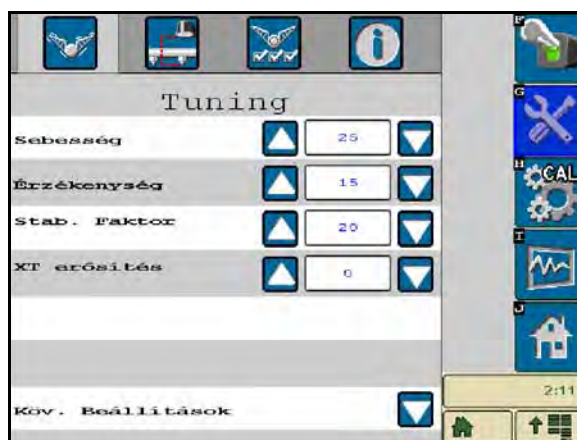 F
Tuning
G
Sebesség 25
Érzékenység 15
H
CAL
Stab. Faktor 20
XT erősítés 0
I
J
2:11
Köv. Beállítások